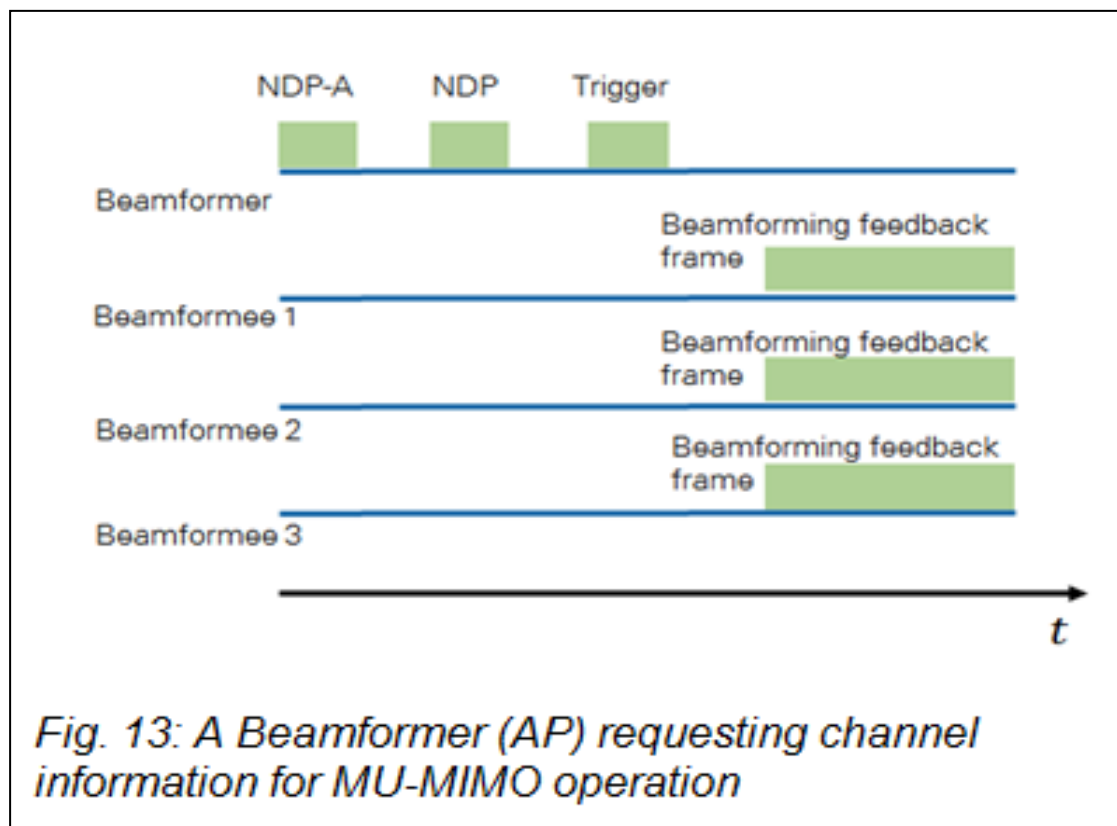 NDP-A NDP Trigger
Beamformer
Beamforming feedback
frame
Beamformee 1
Beamforming feedback
frame
Beamformee 2
Beamforming feedback
frame
Beamformee 3
t
Fig. 13: A Beamformer (AP) requesting channel
information for MU-MIMO operation